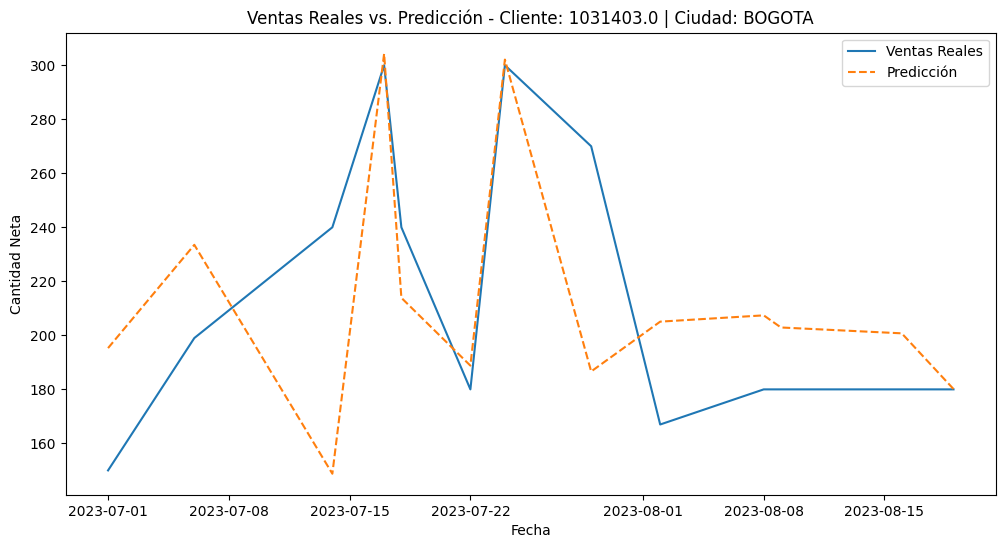 Ventas Reales vs. Predicción - Cliente: 1031403.0 | Ciudad: BOGOTA
Ventas Reales
Predicción
Cantidad Neta
300
280
260
240
220
200
180
160
2023-07-01 2023-07-08 2023-07-15 2023-07-22 2023-08-01 2023-08-08 2023-08-15
Fecha